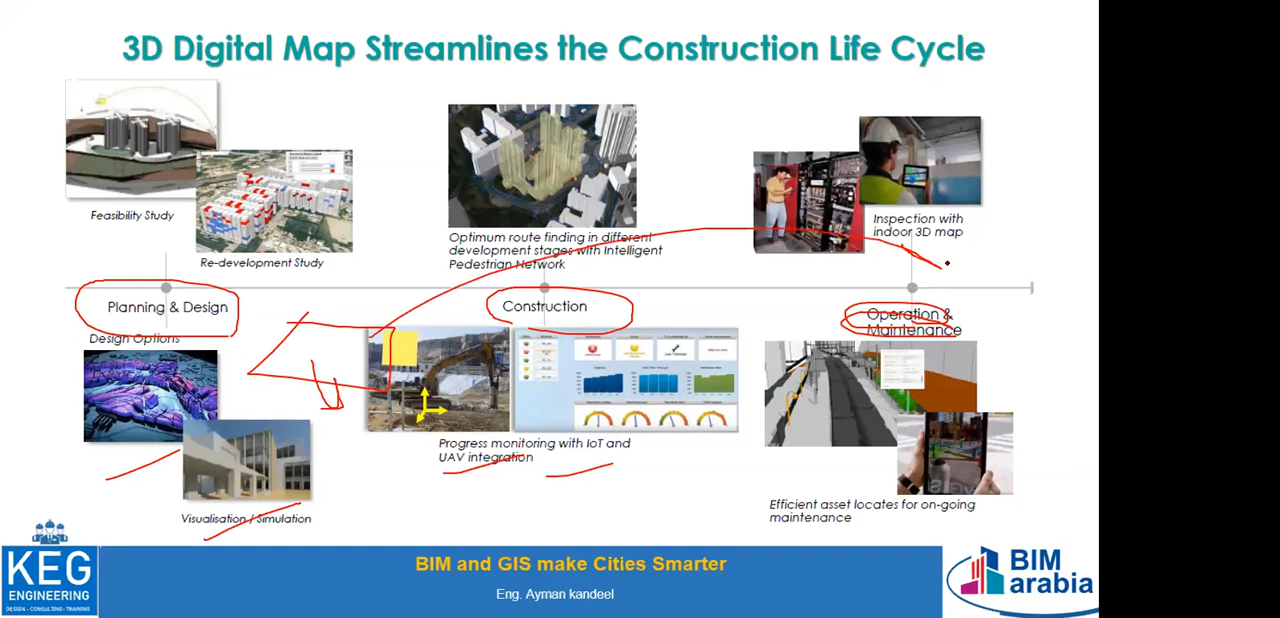 3D Digital Map Streamlines the Construction Life Cycle
Feasibility Study
Re-development Study
Optimum route finding in different
development stages with Intelligent
Pedestrian Network
Inspection with
indoor 3D map
Planning & Design
Construction
Operation &
Maintenance
Design Options
Visualisation / Simulation
Progress monitoring with IoT and
UAV integration
Efficient asset locates for on-going
maintenance
KEG
ENGINEERING
DESIGN - CONSULTING - TRAINING
BIM and GIS make Cities Smarter
Eng. Ayman kandeel
BIM
arabia